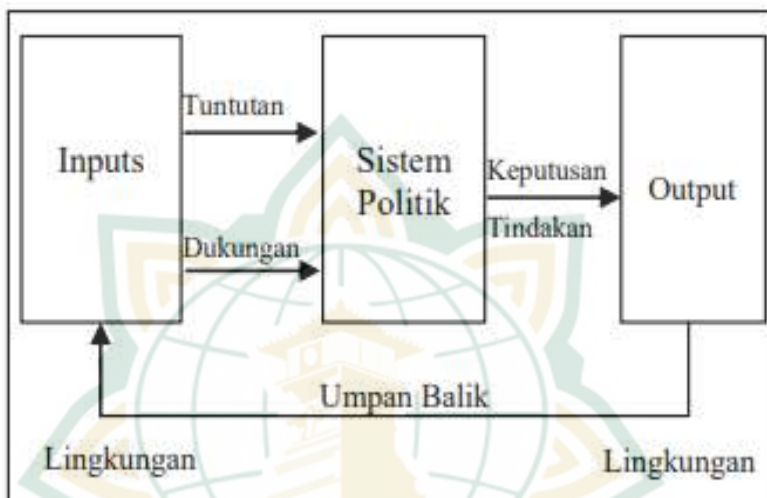 Tuntutan
Inputs
Dukungan
Sistem
Politik
Keputusan
Tindakan
Output
Umpan Balik
Lingkungan
Lingkungan